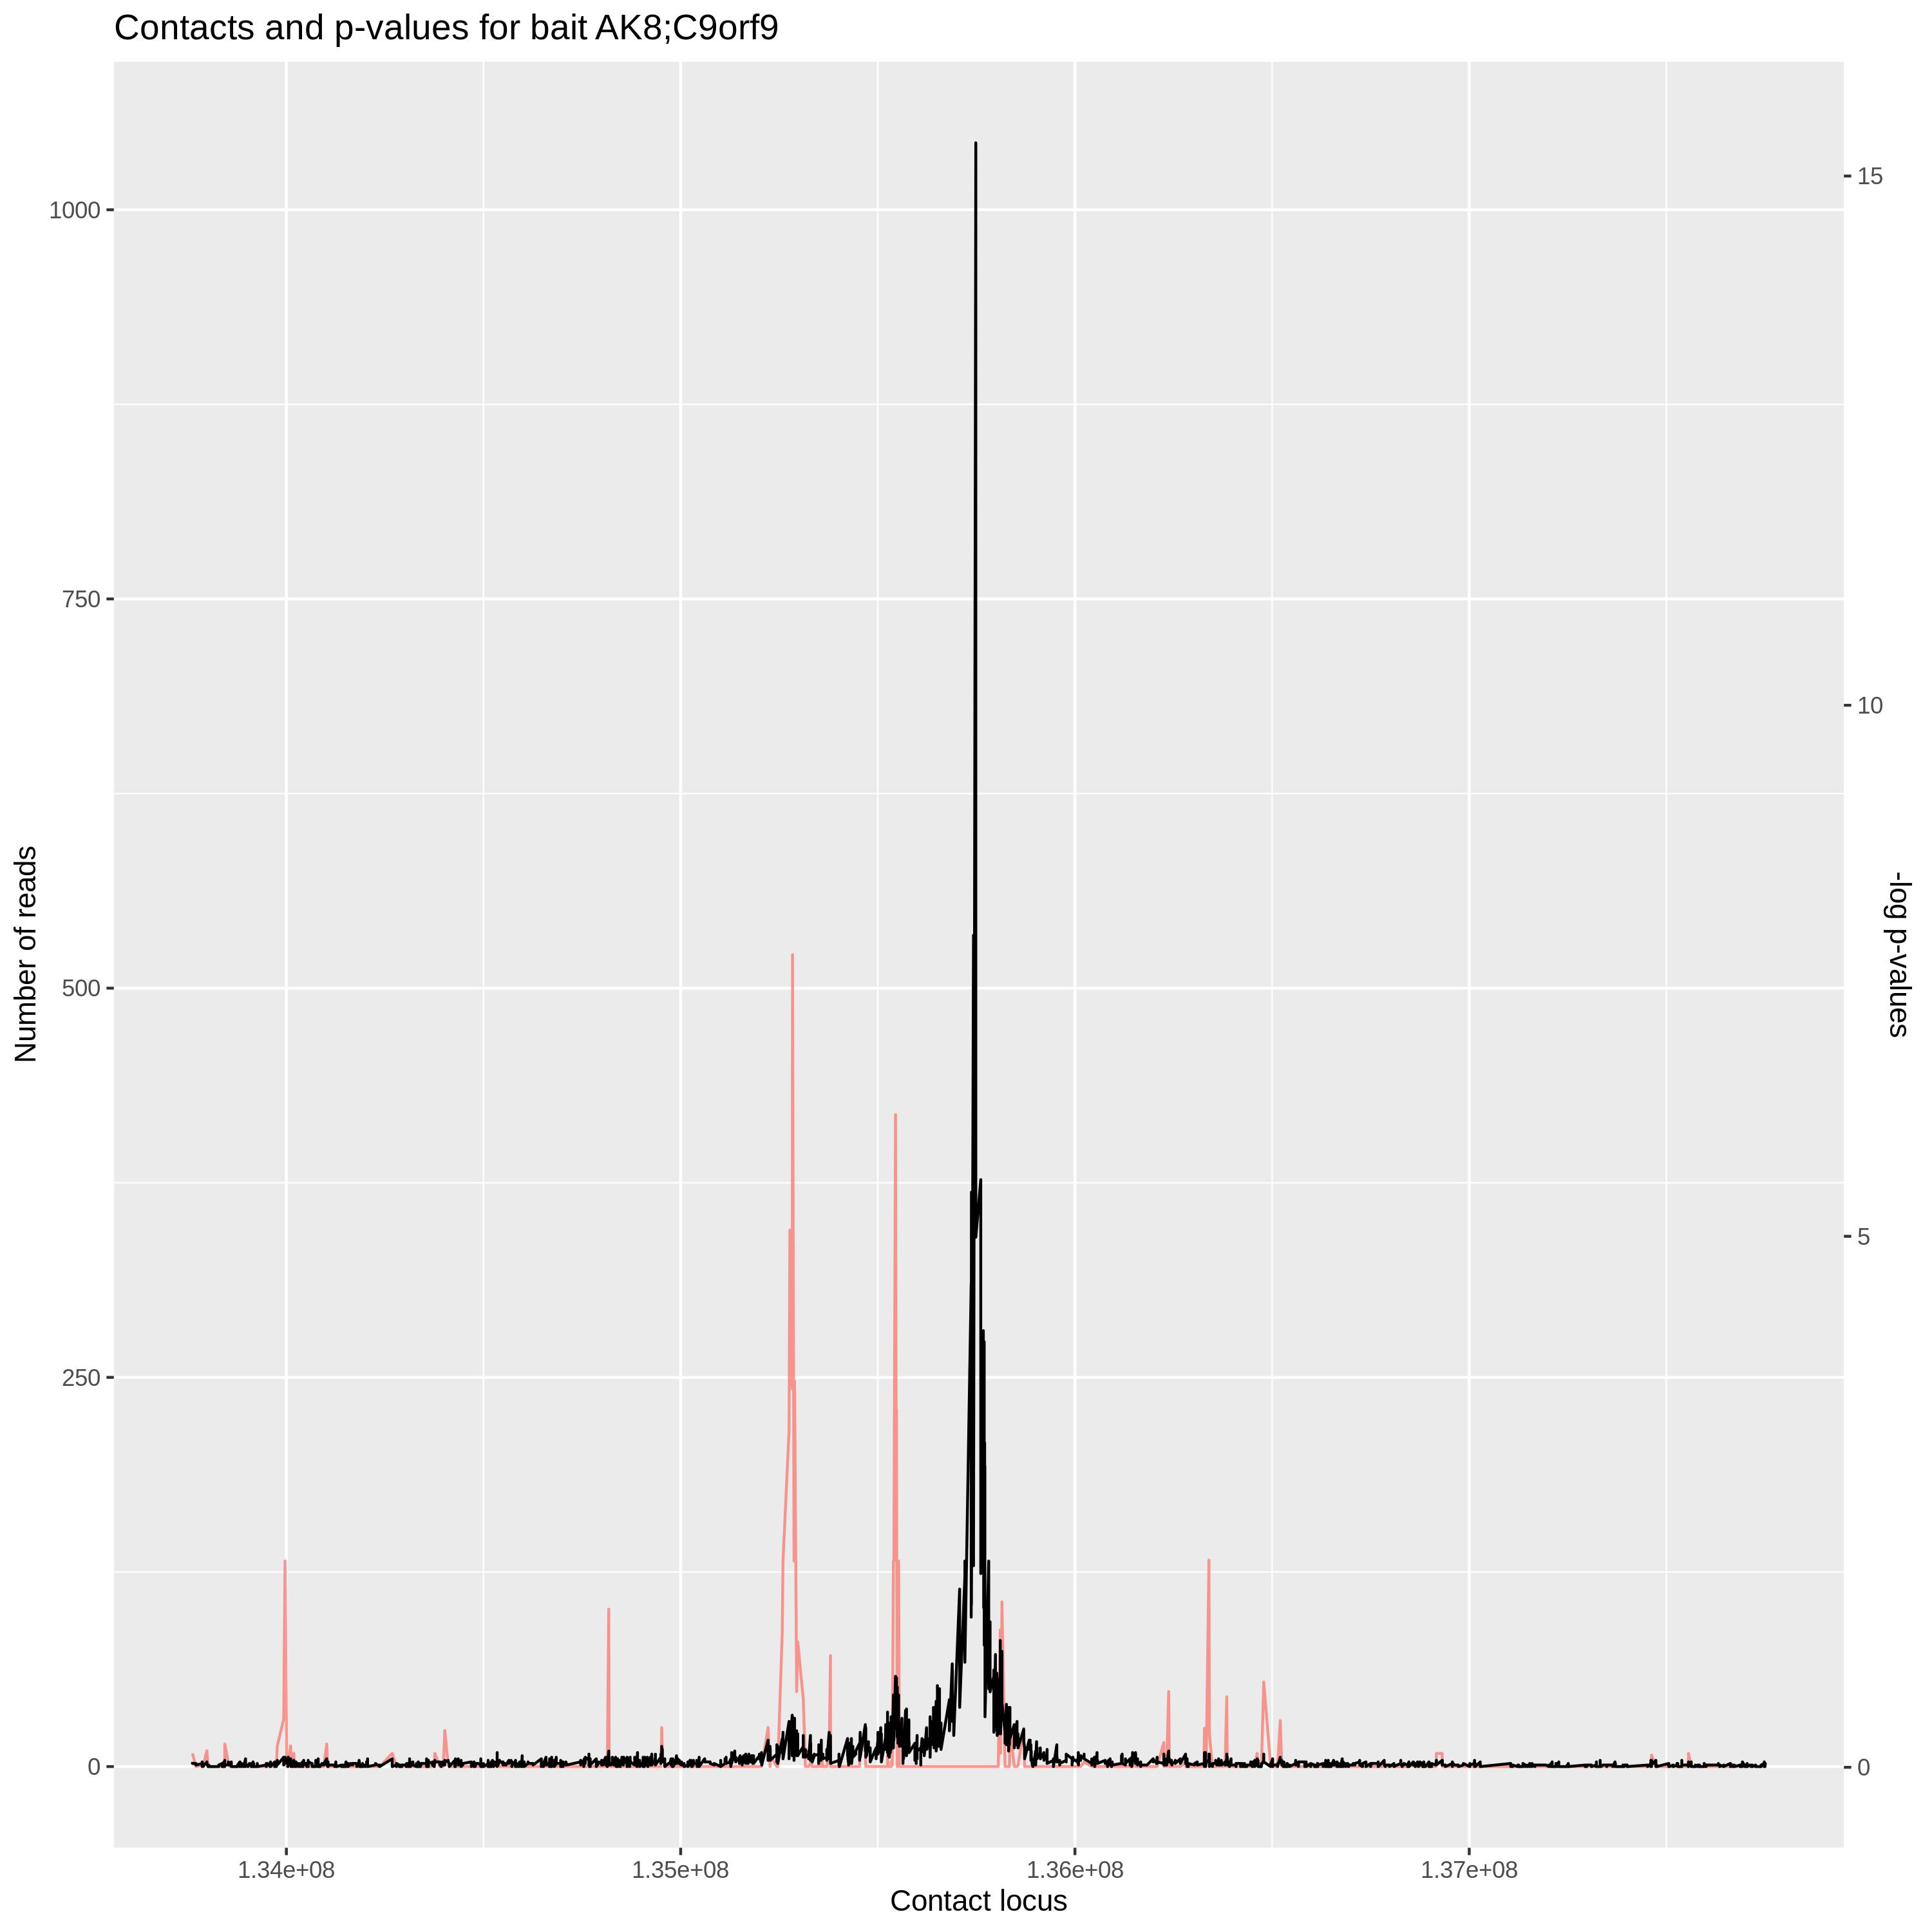 Contacts and p-values for bait AK8;C9orf9
1000
750
500
250
0
Number of reads
15
10
5
0
-log p-values
1.34e+08
1.35e+08
1.36e+08
1.37e+08
Contact locus